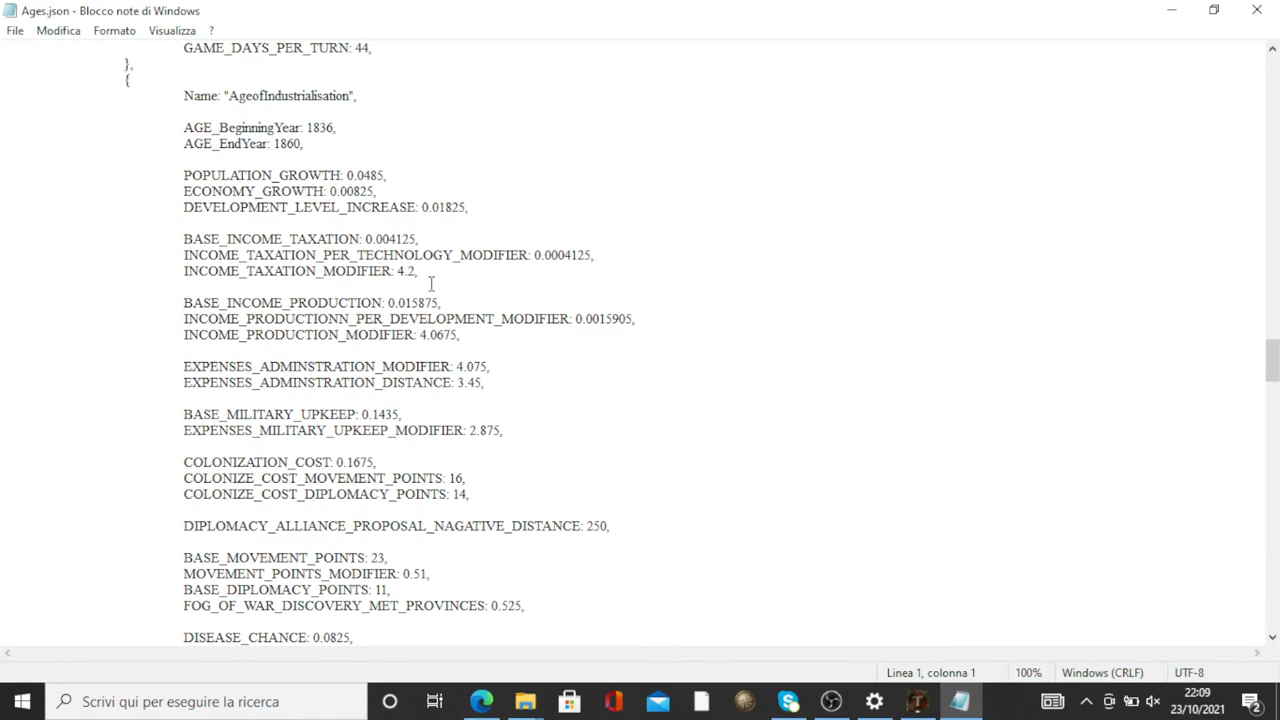 Ages.json - Blocco note di Windows
File Modifica Formato Visualizza ?
GAME_DAYS_PER_TURN: 44,
},
{
Name: "AgeofIndustrialisation",
AGE_BeginningYear: 1836,
AGE_EndYear: 1860,
POPULATION_GROWTH: 0.0485,
ECONOMY_GROWTH: 0.00825,
DEVELOPMENT_LEVEL_INCREASE: 0.01825,
BASE_INCOME_TAXATION: 0.004125,
INCOME_TAXATION_PER_TECHNOLOGY_MODIFIER: 0.0004125,
INCOME_TAXATION_MODIFIER: 4.2,
BASE_INCOME_PRODUCTION: 0.015875,
INCOME_PRODUCTIONN_PER_DEVELOPMENT_MODIFIER: 0.0015905,
INCOME_PRODUCTION_MODIFIER: 4.0675,
EXPENSES_ADMINSTRATION_MODIFIER: 4.075,
EXPENSES_ADMINSTRATION_DISTANCE: 3.45,
BASE_MILITARY_UPKEEP: 0.1435,
EXPENSES_MILITARY_UPKEEP_MODIFIER: 2.875,
COLONIZATION_COST: 0.1675,
COLONIZE_COST_MOVEMENT_POINTS: 16,
COLONIZE_COST_DIPLOMACY_POINTS: 14,
DIPLOMACY_ALLIANCE_PROPOSAL_NAGATIVE_DISTANCE: 250,
BASE_MOVEMENT_POINTS: 23,
MOVEMENT_POINTS_MODIFIER: 0.51,
BASE_DIPLOMACY_POINTS: 11,
FOG_OF_WAR_DISCOVERY_MET_PROVINCES: 0.525,
DISEASE_CHANCE: 0.0825,
Linea 1, colonna 1 100% Windows (CRLF) UTF-8
Scrivi qui per eseguire la ricerca
22:09
23/10/2021
2